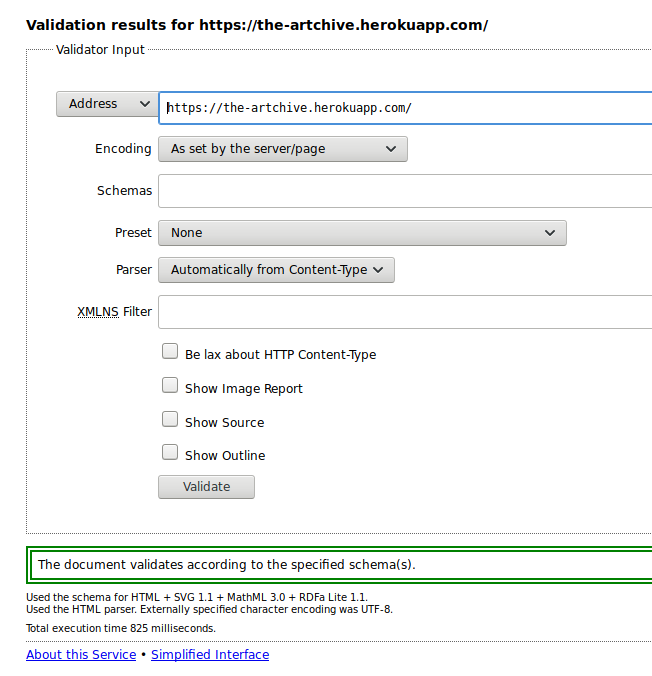 Validation results for https://the-artchive.herokuapp.com/
Validator Input
Address https://the-artchive.herokuapp.com/
Encoding As set by the server/page
Schemas
Preset None
Parser Automatically from Content-Type
XMLNS Filter
Be lax about HTTP Content-Type
Show Image Report
Show Source
Show Outline
Validate
The document validates according to the specified schema(s).
Used the schema for HTML + SVG 1.1 + MathML 3.0 + RDFa Lite 1.1.
Used the HTML parser. Externally specified character encoding was UTF-8.
Total execution time 825 milliseconds.
About this Service • Simplified Interface